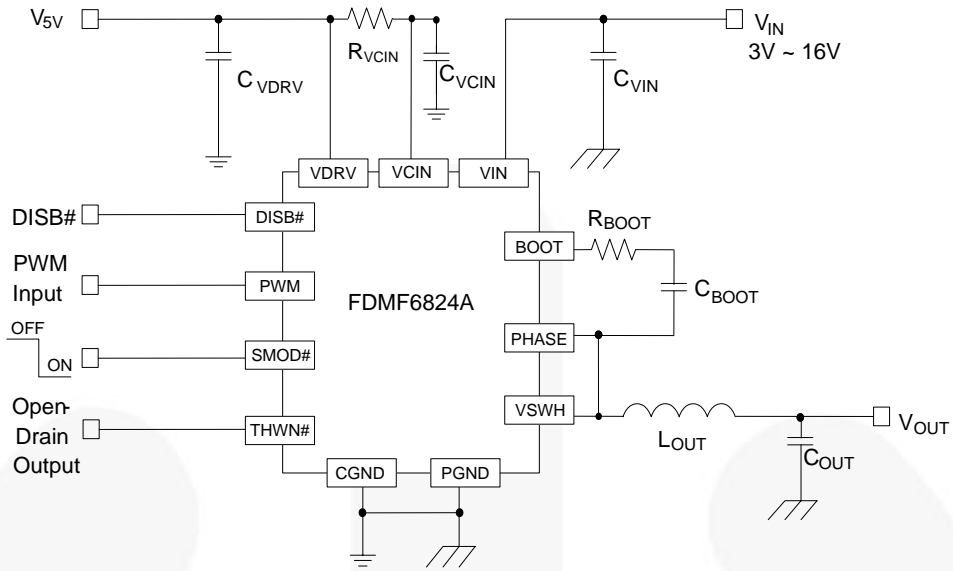 V5V
RVCIN
CVDRV
CVCIN
CVIN
VIN
3V ~ 16V
VDRV
VCIN
VIN
DISB#
DISB#
PWM
Input
PWM
OFF
ON
SMOD#
Open-
Drain
Output
THWN#
FDMF6824A
BOOT
RBOOT
CBOOT
PHASE
VSWH
LOUT
COUT
VOUT
CGND
PGND